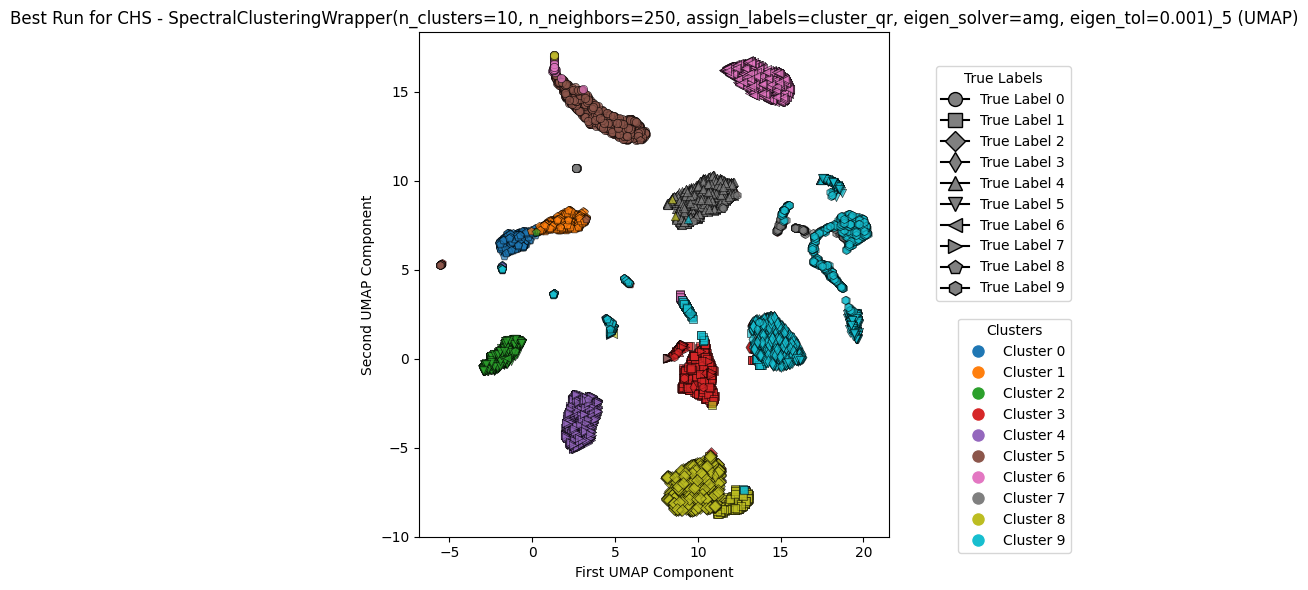 Best Run for CHS - SpectralClusteringWrapper(n_clusters=10, n_neighbors=250, assign_labels=cluster_qr, eigen_solver=amg, eigen_tol=0.001)_5 (UMAP)
15
10
5
0
−5
−10
Second UMAP Component
−5 0 5 10 15 20
First UMAP Component
True Labels
True Label 0
True Label 1
True Label 2
True Label 3
True Label 4
True Label 5
True Label 6
True Label 7
True Label 8
True Label 9
Clusters
Cluster 0
Cluster 1
Cluster 2
Cluster 3
Cluster 4
Cluster 5
Cluster 6
Cluster 7
Cluster 8
Cluster 9